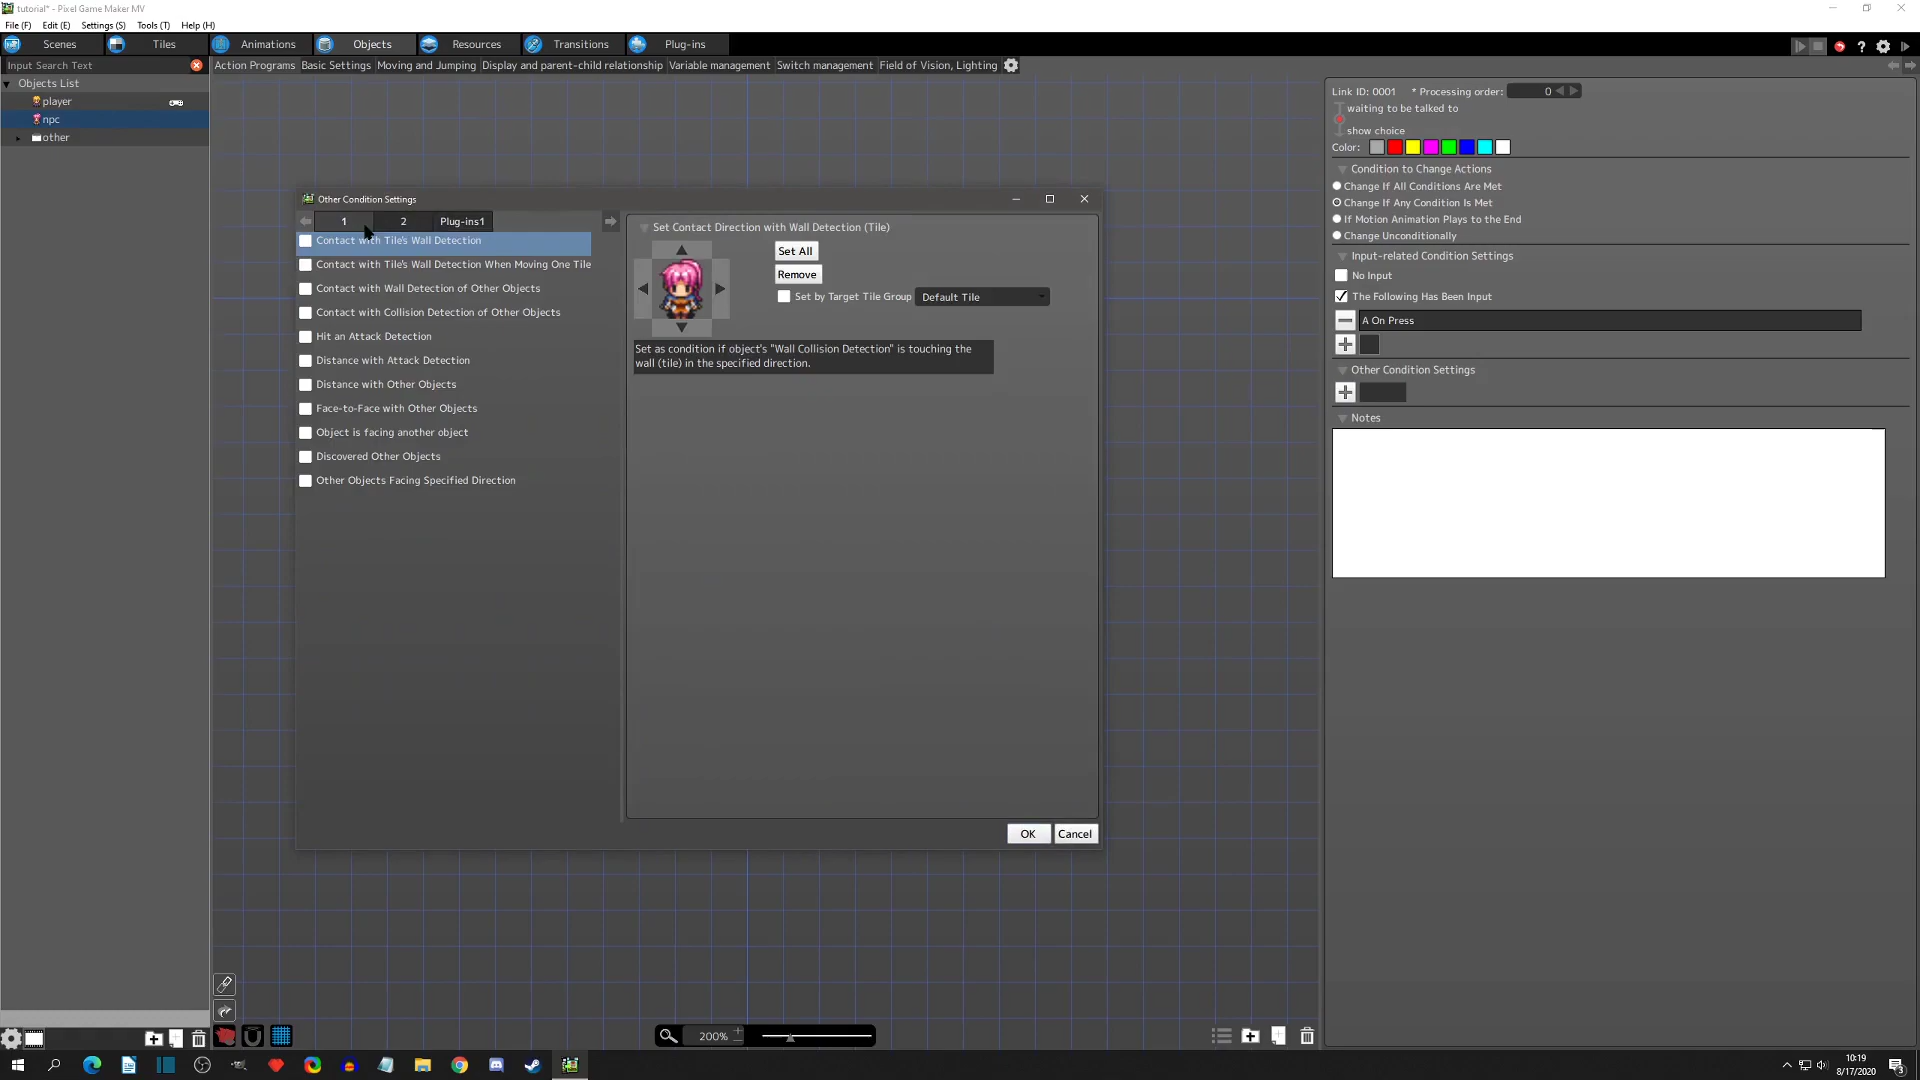 tutorial* - Pixel Game Maker MV
File (F) Edit (E) Settings (S) Tools (T) Help (H)
Scenes Tiles Animations Objects Resources Transitions Plug-ins
Input Search Text
Action Programs Basic Settings Moving and Jumping Display and parent-child relationship Variable management Switch management Field of Vision, Lighting
Objects List
player
npc
other
Other Condition Settings
1 2 Plug-ins1
Contact with Tile's Wall Detection
Contact with Tile's Wall Detection When Moving One Tile
Contact with Wall Detection of Other Objects
Contact with Collision Detection of Other Objects
Hit an Attack Detection
Distance with Attack Detection
Distance with Other Objects
Face-to-Face with Other Objects
Object is facing another object
Discovered Other Objects
Other Objects Facing Specified Direction
Set Contact Direction with Wall Detection (Tile)
Set All
Remove
Set by Target Tile Group Default Tile
Set as condition if object's "Wall Collision Detection" is touching the
wall (tile) in the specified direction.
OK Cancel
Link ID: 0001 * Processing order: 0
waiting to be talked to
show choice
Color:
Condition to Change Actions
Change If All Conditions Are Met
Change If Any Condition Is Met
If Motion Animation Plays to the End
Change Unconditionally
Input-related Condition Settings
No Input
The Following Has Been Input
A On Press
Other Condition Settings
Notes
200%
10:19
8/17/2020
3